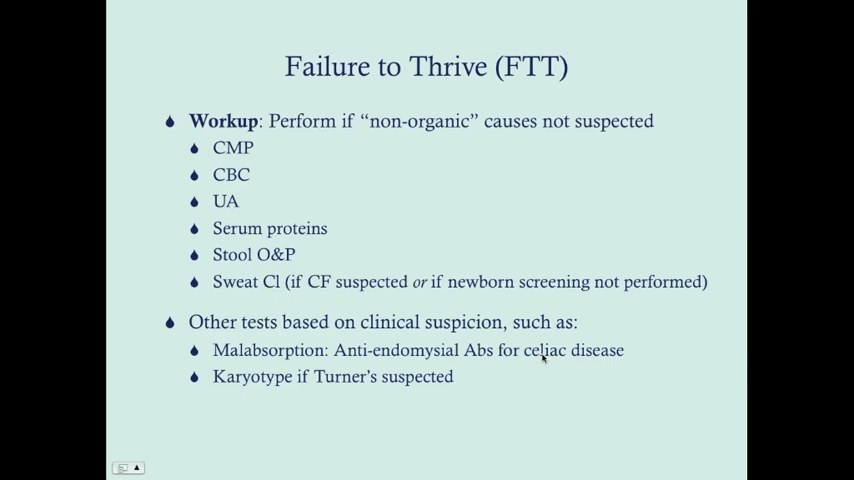 Failure to Thrive (FTT)
Workup: Perform if “non-organic” causes not suspected
CMP
CBC
UA
Serum proteins
Stool O&P
Sweat Cl (if CF suspected or if newborn screening not performed)
Other tests based on clinical suspicion, such as:
Malabsorption: Anti-endomysial Abs for celiac disease
Karyotype if Turner’s suspected